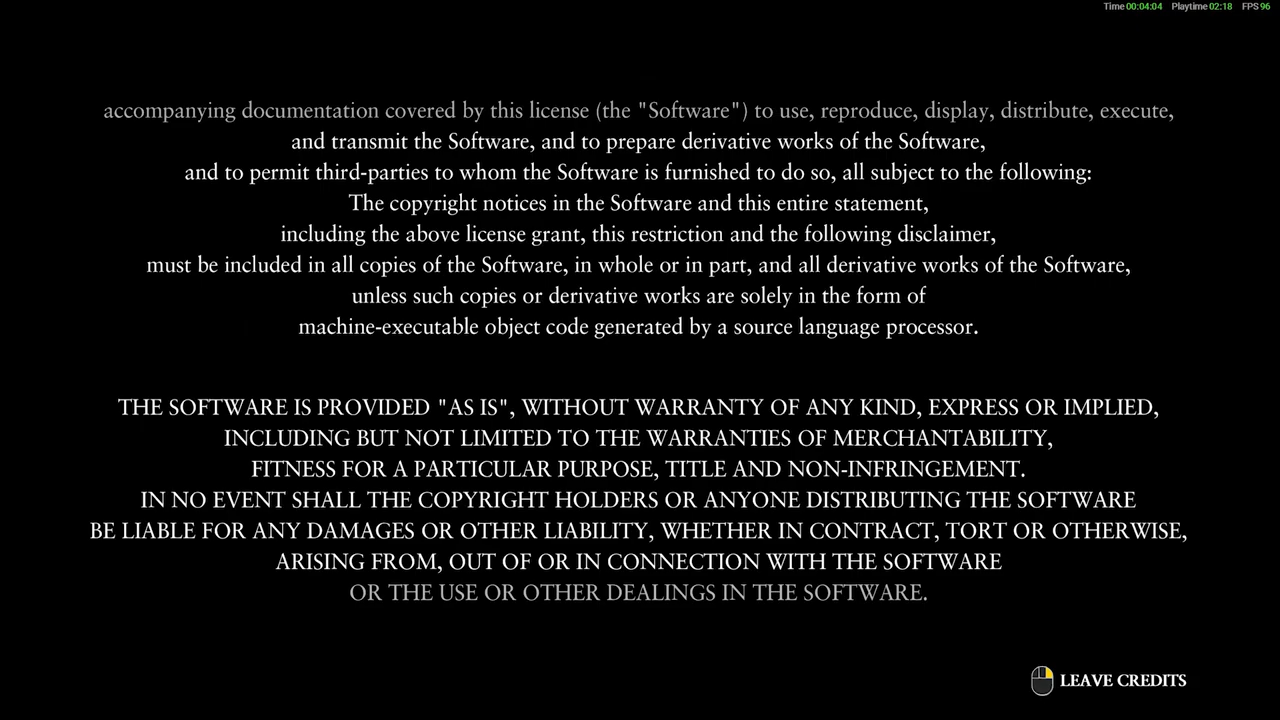 Time 00:04:04 Playtime 02:18 FPS 96
accompanying documentation covered by this license (the "Software") to use, reproduce, display, distribute, execute,
and transmit the Software, and to prepare derivative works of the Software,
and to permit third-parties to whom the Software is furnished to do so, all subject to the following:
The copyright notices in the Software and this entire statement,
including the above license grant, this restriction and the following disclaimer,
must be included in all copies of the Software, in whole or in part, and all derivative works of the Software,
unless such copies or derivative works are solely in the form of
machine-executable object code generated by a source language processor.
THE SOFTWARE IS PROVIDED "AS IS", WITHOUT WARRANTY OF ANY KIND, EXPRESS OR IMPLIED,
INCLUDING BUT NOT LIMITED TO THE WARRANTIES OF MERCHANTABILITY,
FITNESS FOR A PARTICULAR PURPOSE, TITLE AND NON-INFRINGEMENT.
IN NO EVENT SHALL THE COPYRIGHT HOLDERS OR ANYONE DISTRIBUTING THE SOFTWARE
BE LIABLE FOR ANY DAMAGES OR OTHER LIABILITY, WHETHER IN CONTRACT, TORT OR OTHERWISE,
ARISING FROM, OUT OF OR IN CONNECTION WITH THE SOFTWARE
OR THE USE OR OTHER DEALINGS IN THE SOFTWARE.
LEAVE CREDITS